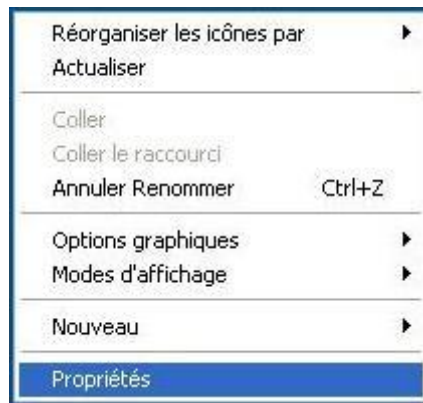 Réorganiser les icônes par
Actualiser
Coller
Coller le raccourci
Annuler Renommer Ctrl+Z
Options graphiques
Modes d'affichage
Nouveau
Propriétés